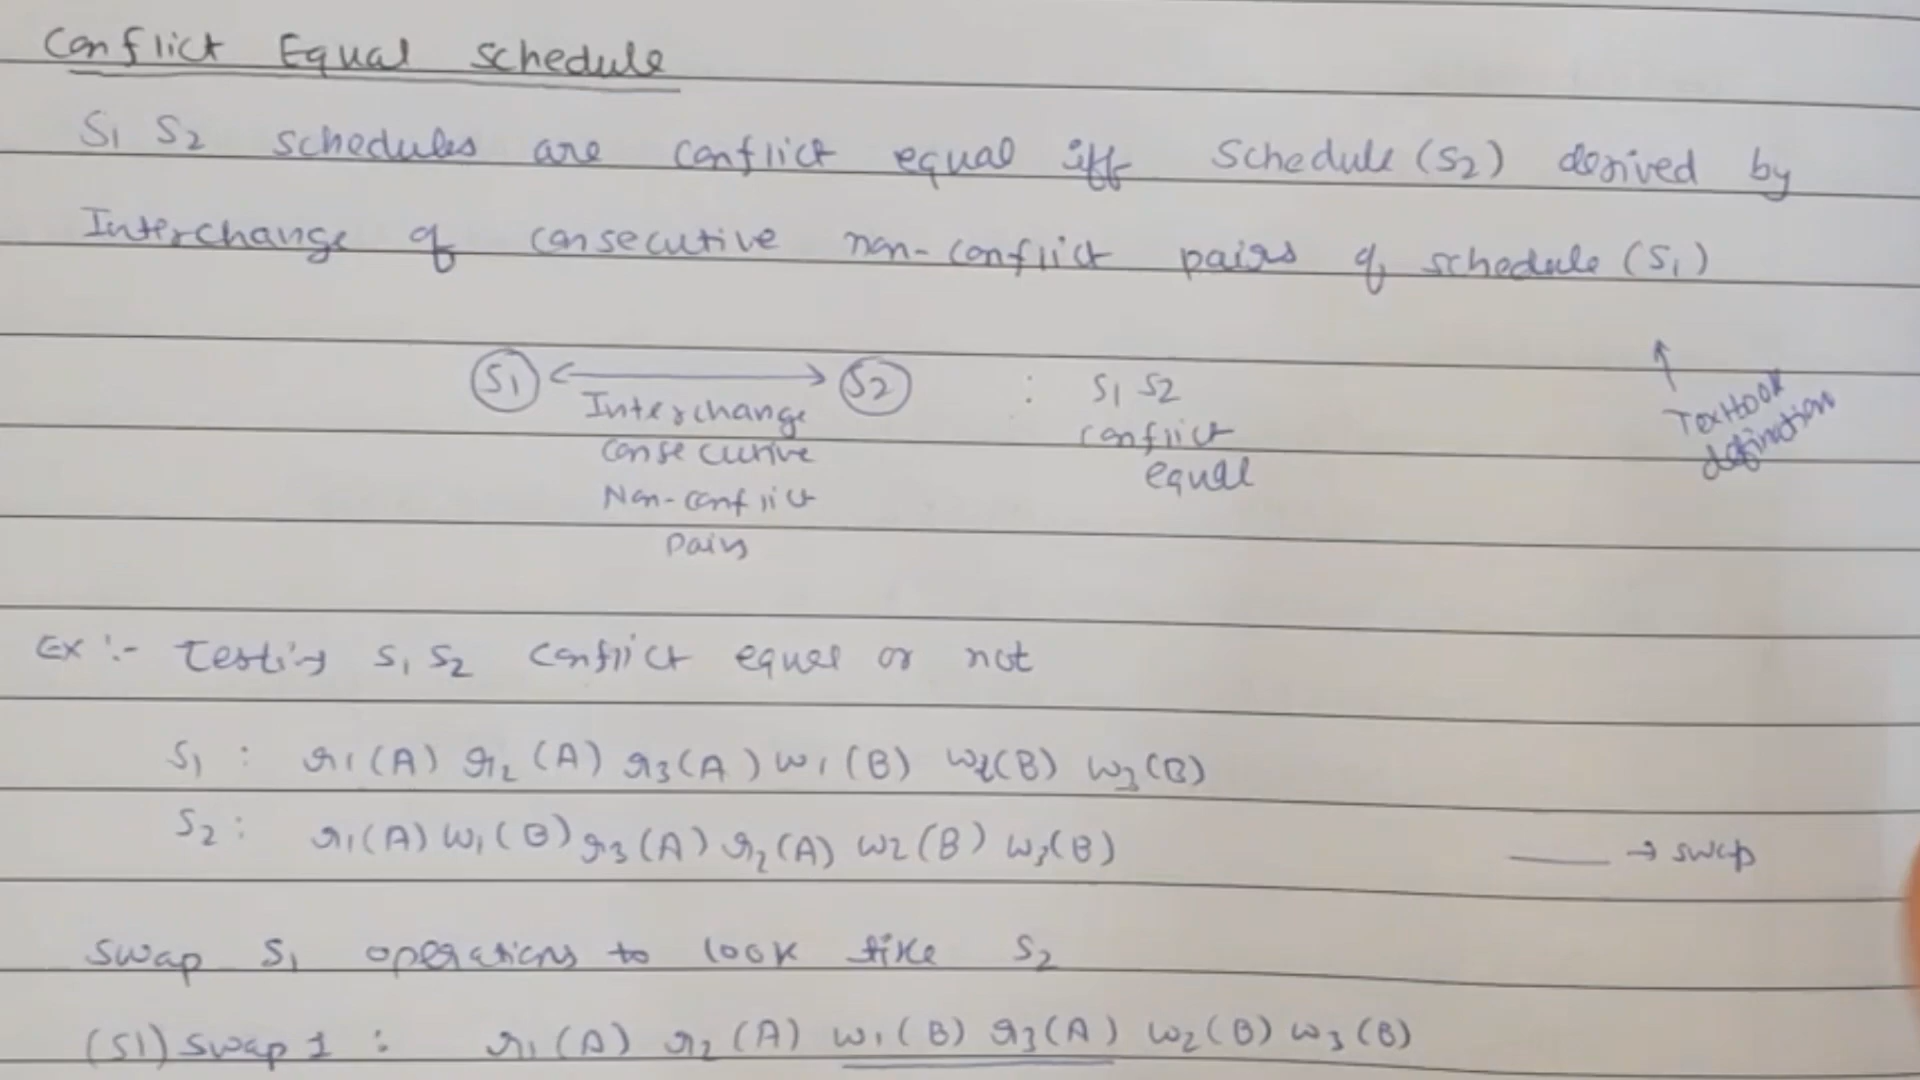 Conflict Equal Schedule
S1 S2 schedules are conflict equal iff Schedule (S2) derived by
Interchange of consecutive non-conflict pairs of schedule (S1)
S1 ⟷ S2 : S1 S2
Interchange
consecutive
Non-conflict
pairs
conflict
equal
↑
Textbook
definition
Ex :- Testing S1 S2 conflict equal or not
S1 : r1(A) r2(A) r3(A) w1(B) w2(B) w3(B)
S2 : r1(A) w1(B) r3(A) r2(A) w2(B) w3(B)
—— → swap
Swap S1 operations to look like S2
(S1) swap 1 : r1(A) r2(A) w1(B) r3(A) w2(B) w3(B)